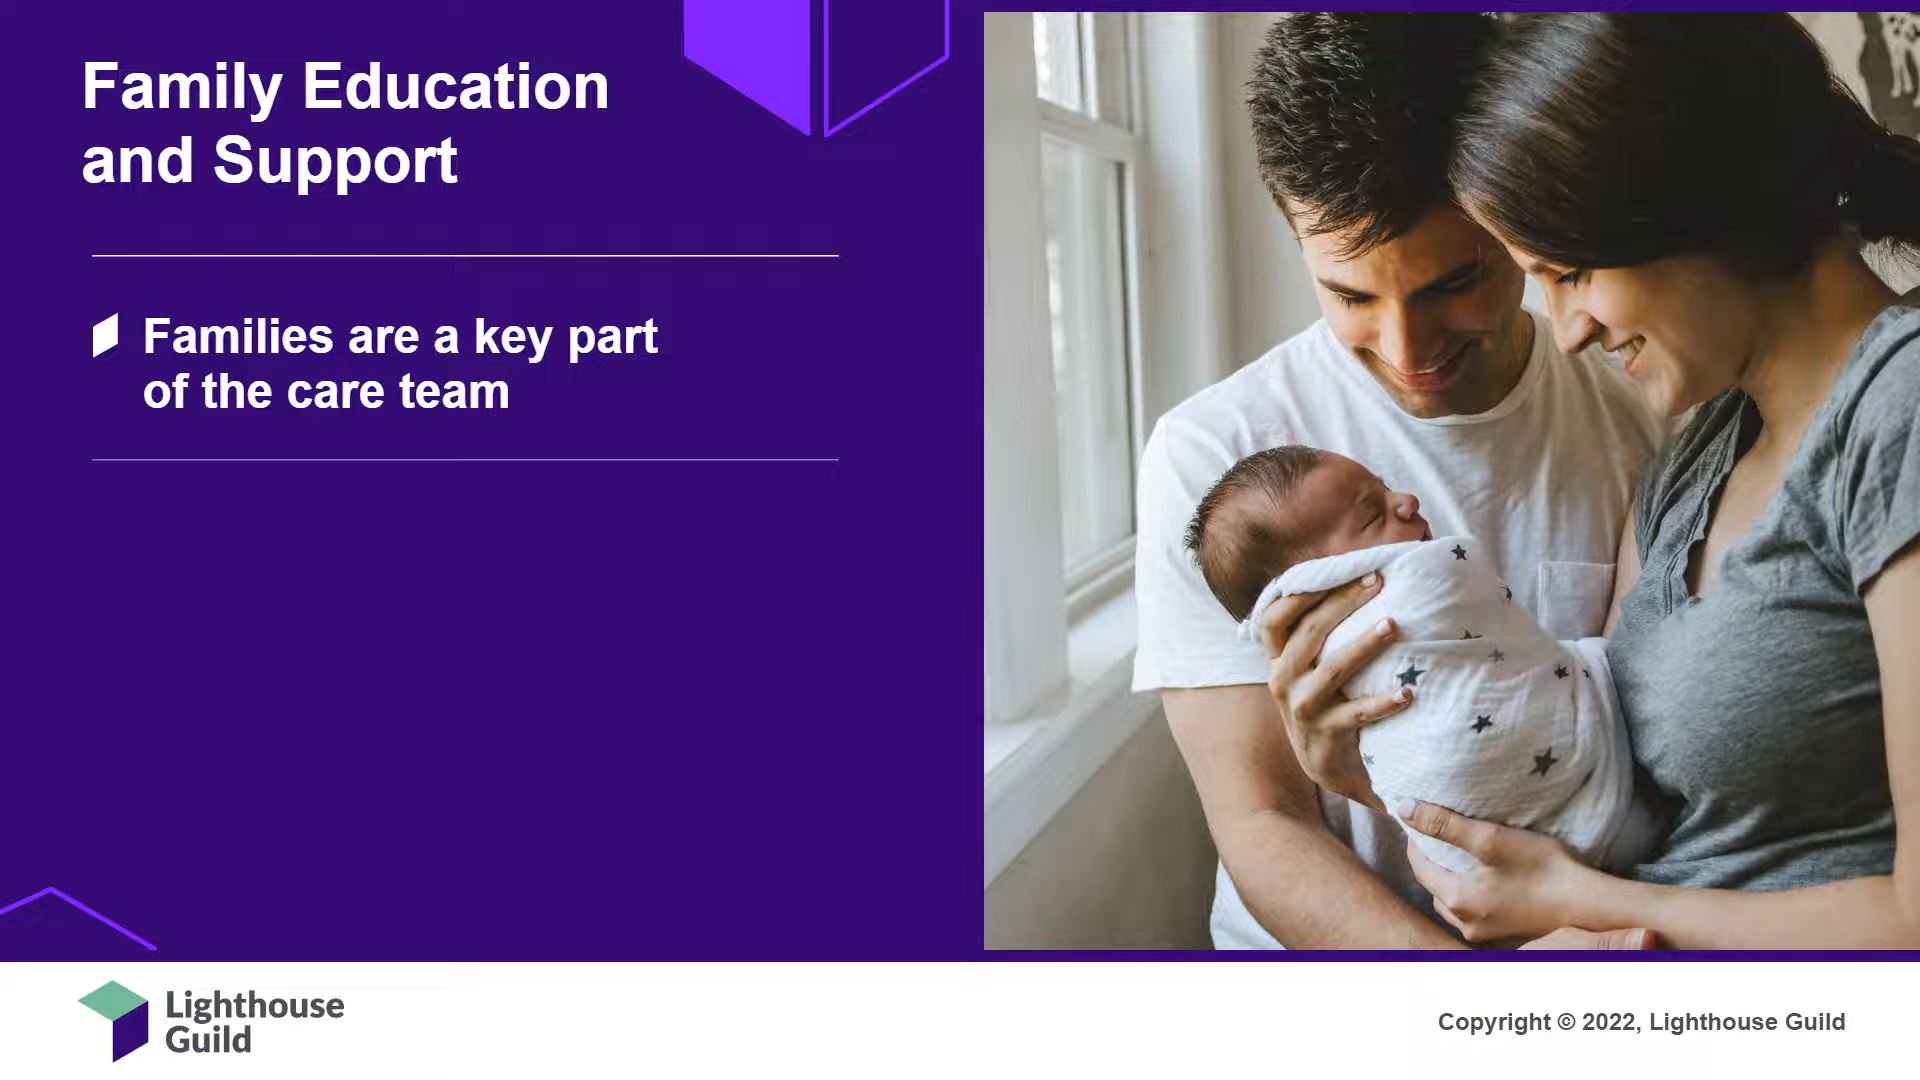 Family Education
and Support
Families are a key part
of the care team
Lighthouse
Guild
Copyright © 2022, Lighthouse Guild